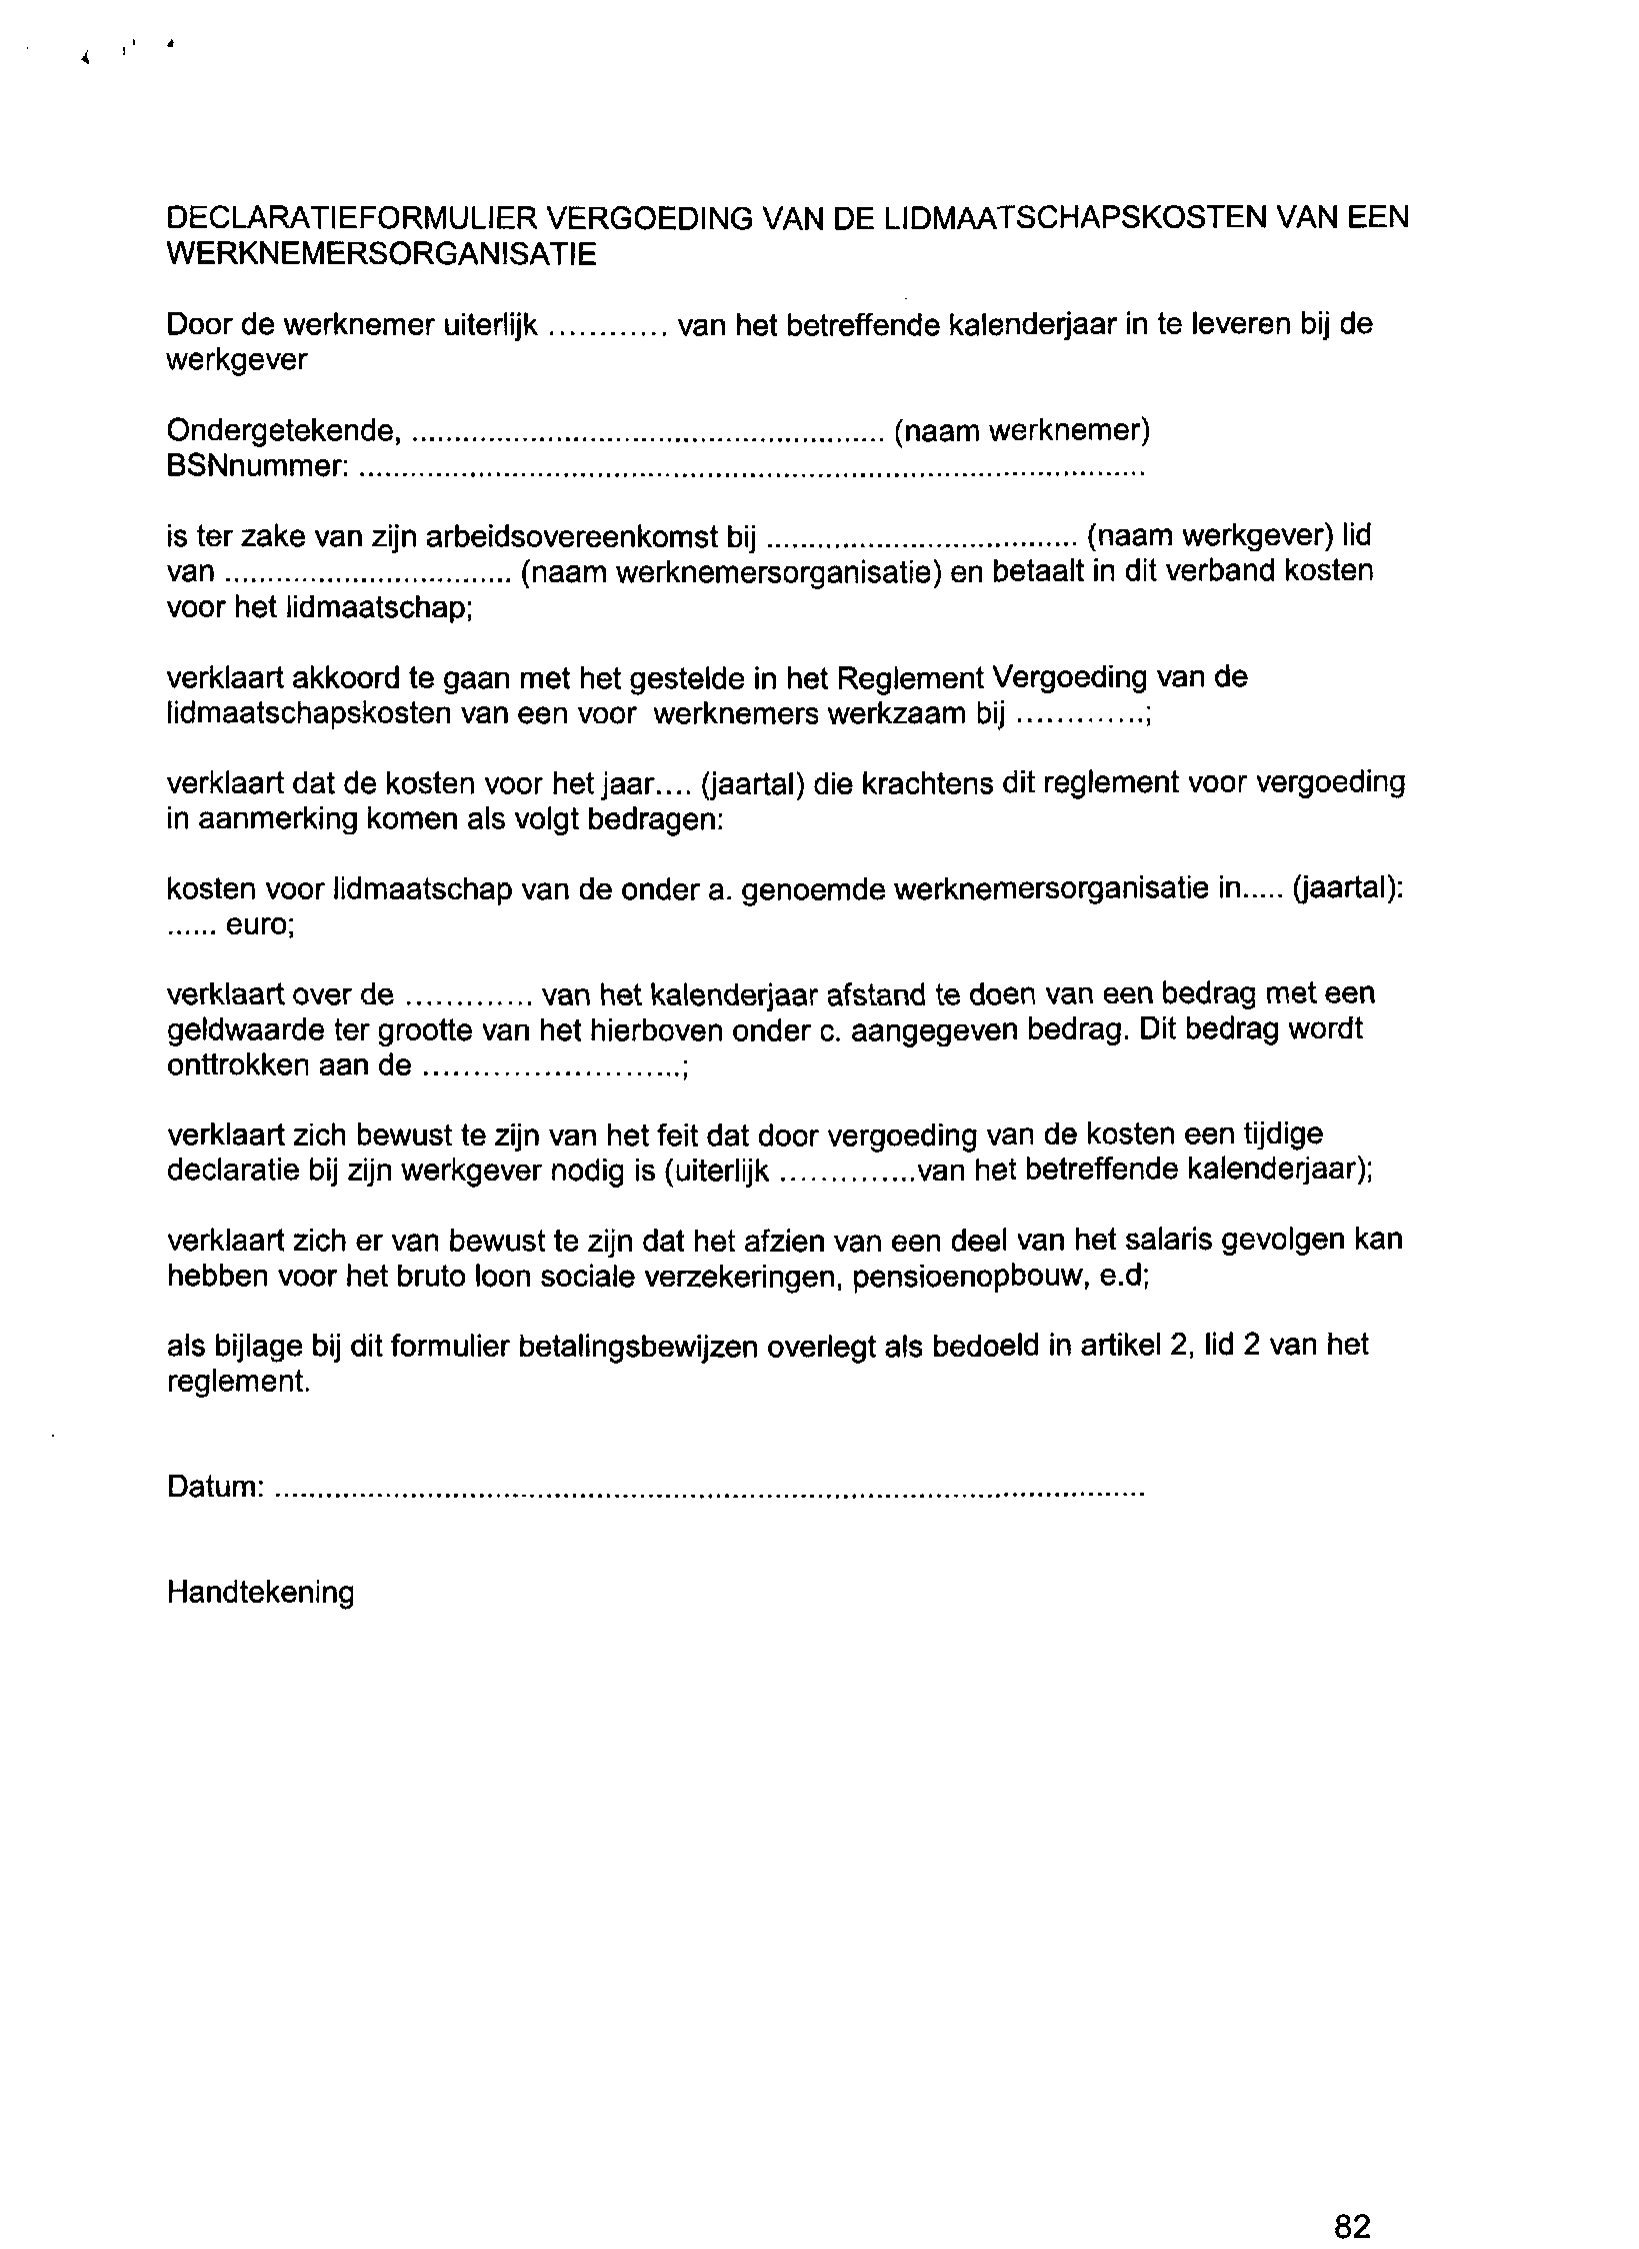 DECLARATIEFORMULIER VERGOEDING VAN DE LIDMAATSCHAPSKOSTEN VAN EEN
WERKNEMERSORGANISATIE
Door de werknemer uiterlijk ............ van het betreffende kalenderjaar in te leveren bij de
werkgever
Ondergetekende, ........................................................ (naam werknemer)
BSNnummer: .............................................................................................
is ter zake van zijn arbeidsovereenkomst bij ..................................... (naam werkgever) lid
van .................................. (naam werknemersorganisatie) en betaalt in dit verband kosten
voor het lidmaatschap;
verklaart akkoord te gaan met het gestelde in het Reglement Vergoeding van de
lidmaatschapskosten van een voor werknemers werkzaam bij .............;
verklaart dat de kosten voor het jaar.... (jaartal) die krachtens dit reglement voor vergoeding
in aanmerking komen als volgt bedragen:
kosten voor lidmaatschap van de onder a. genoemde werknemersorganisatie in..... (jaartal):
...... euro;
verklaart over de ............. van het kalenderjaar afstand te doen van een bedrag met een
geldwaarde ter grootte van het hierboven onder c. aangegeven bedrag. Dit bedrag wordt
onttrokken aan de ..........................;
verklaart zich bewust te zijn van het feit dat door vergoeding van de kosten een tijdige
declaratie bij zijn werkgever nodig is (uiterlijk ..............van het betreffende kalenderjaar);
verklaart zich er van bewust te zijn dat het afzien van een deel van het salaris gevolgen kan
hebben voor het bruto loon sociale verzekeringen, pensioenopbouw, e.d;
als bijlage bij dit formulier betalingsbewijzen overlegt als bedoeld in artikel 2, lid 2 van het
reglement.
Datum: .......................................................................................................
Handtekening
82